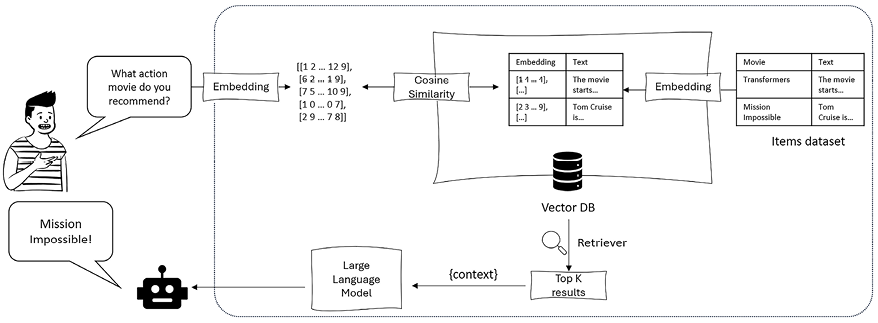 What action
movie do you
recommend?
Embedding
[[1 2 ... 12 9],
[6 2 ... 1 9],
[7 5 ... 10 9],
[1 0 ... 0 7],
[2 9 ... 7 8]]
Cosine
Similarity
Embedding Text
[1 4 ... 4], The movie
[...] starts...
[2 3 ... 9], Tom Cruise
[...] is...
Embedding
Movie Text
Transformers The movie
starts...
Mission Tom
Impossible Cruise is...
Items dataset
Vector DB
Retriever
Top K
results
{context}
Large
Language
Model
Mission
Impossible!